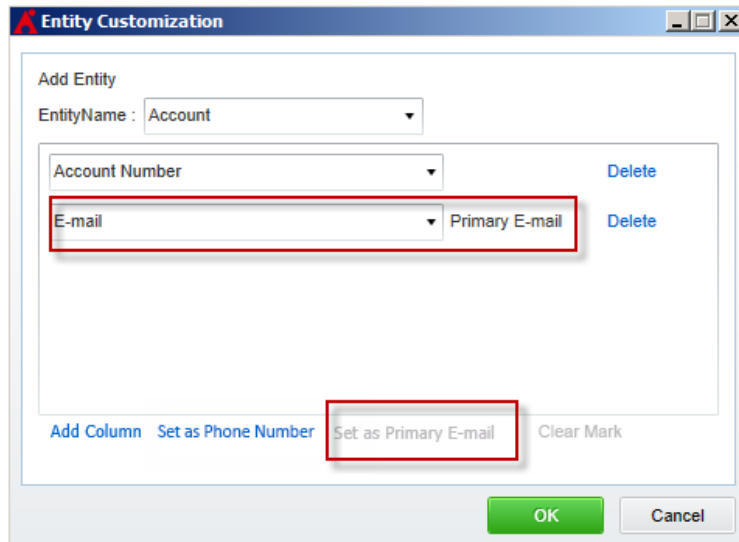 Entity Customization
Add Entity
EntityName : Account
Account Number Delete
E-mail Primary E-mail Delete
Add Column Set as Phone Number Set as Primary E-mail Clear Mark
OK Cancel